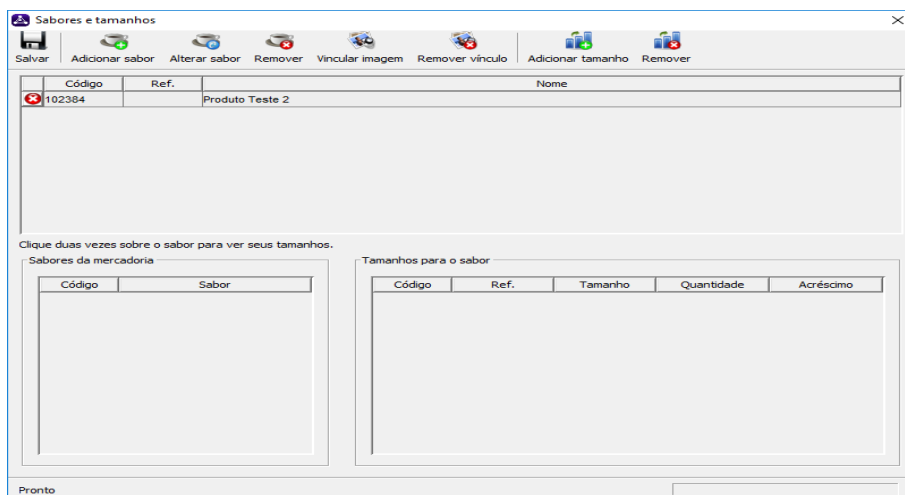 Sabores e tamanhos
Salvar Adicionar sabor Alterar sabor Remover Vincular imagem Remover vínculo Adicionar tamanho Remover
Código Ref. Nome
102384 Produto Teste 2
Clique duas vezes sobre o sabor para ver seus tamanhos.
Sabores da mercadoria Tamanhos para o sabor
Código Sabor Código Ref. Tamanho Quantidade Acréscimo
Pronto